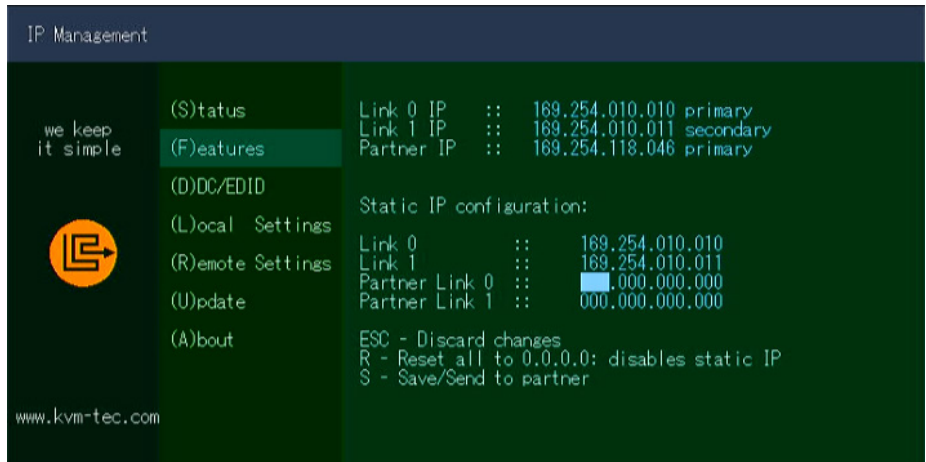 IP Management
we keep
it simple
www.kvm-tec.com
(S)tatus
(F)eatures
(D)DC/EDID
(L)ocal Settings
(R)emote Settings
(U)pdate
(A)bout
Link 0 IP :: 169.254.010.010 primary
Link 1 IP :: 169.254.010.011 secondary
Partner IP :: 169.254.118.046 primary
Static IP configuration:
Link 0 :: 169.254.010.010
Link 1 :: 169.254.010.011
Partner Link 0 :: .000.000.000
Partner Link 1 :: 000.000.000.000
ESC - Discard changes
R - Reset all to 0.0.0.0: disables static IP
S - Save/Send to partner